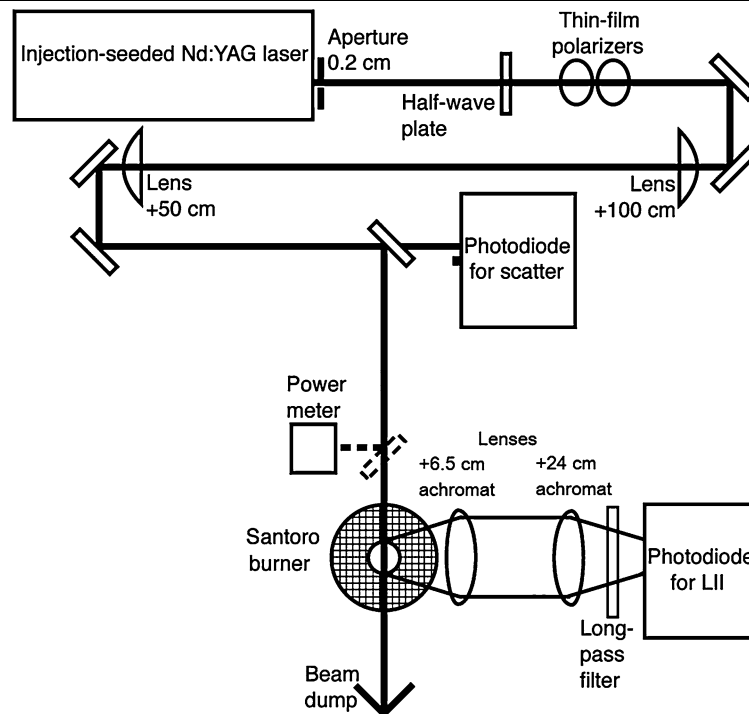 Injection-seeded Nd:YAG laser
Aperture
0.2 cm
Half-wave
plate
Thin-film
polarizers
Lens
+50 cm
Lens
+100 cm
Photodiode
for scatter
Power
meter
Lenses
+6.5 cm
achromat
+24 cm
achromat
Santoro
burner
Photodiode
for LII
Long-
pass
filter
Beam
dump